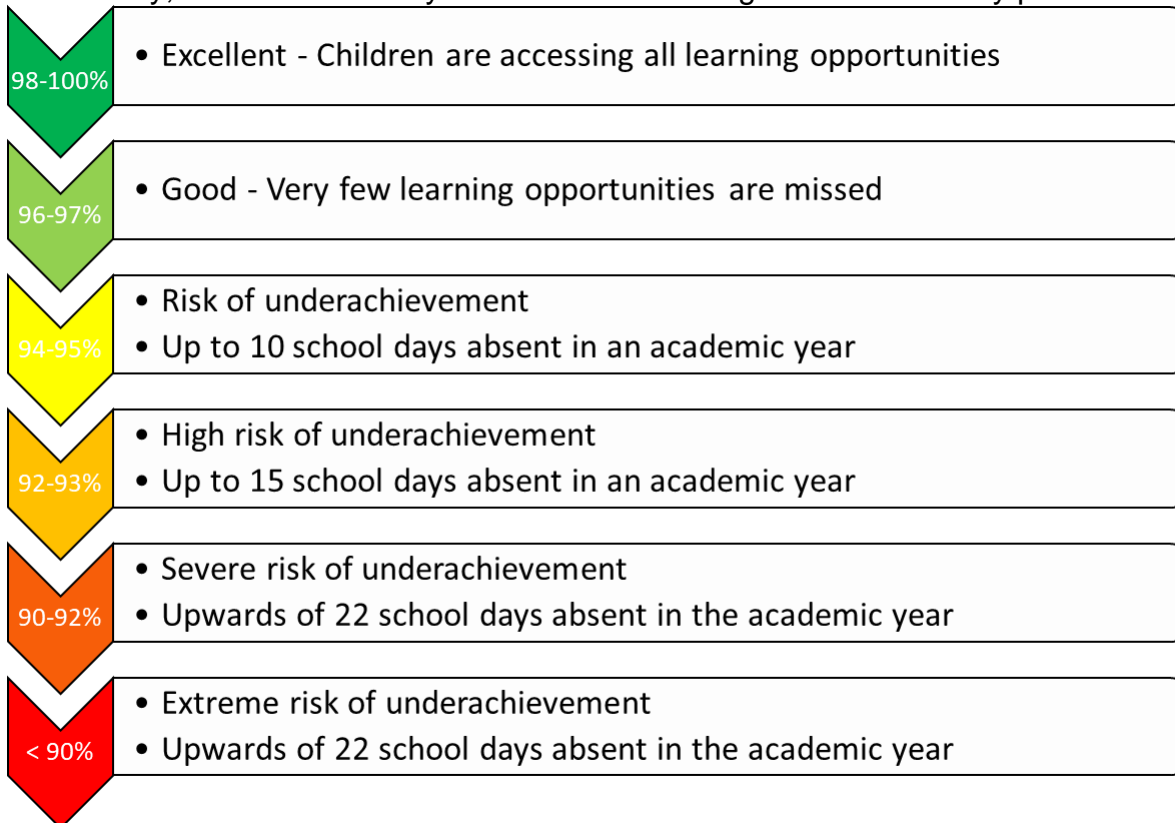 98-100%
• Excellent - Children are accessing all learning opportunities
96-97%
• Good - Very few learning opportunities are missed
94-95%
• Risk of underachievement
• Up to 10 school days absent in an academic year
92-93%
• High risk of underachievement
• Up to 15 school days absent in an academic year
90-92%
• Severe risk of underachievement
• Upwards of 22 school days absent in the academic year
< 90%
• Extreme risk of underachievement
• Upwards of 22 school days absent in the academic year